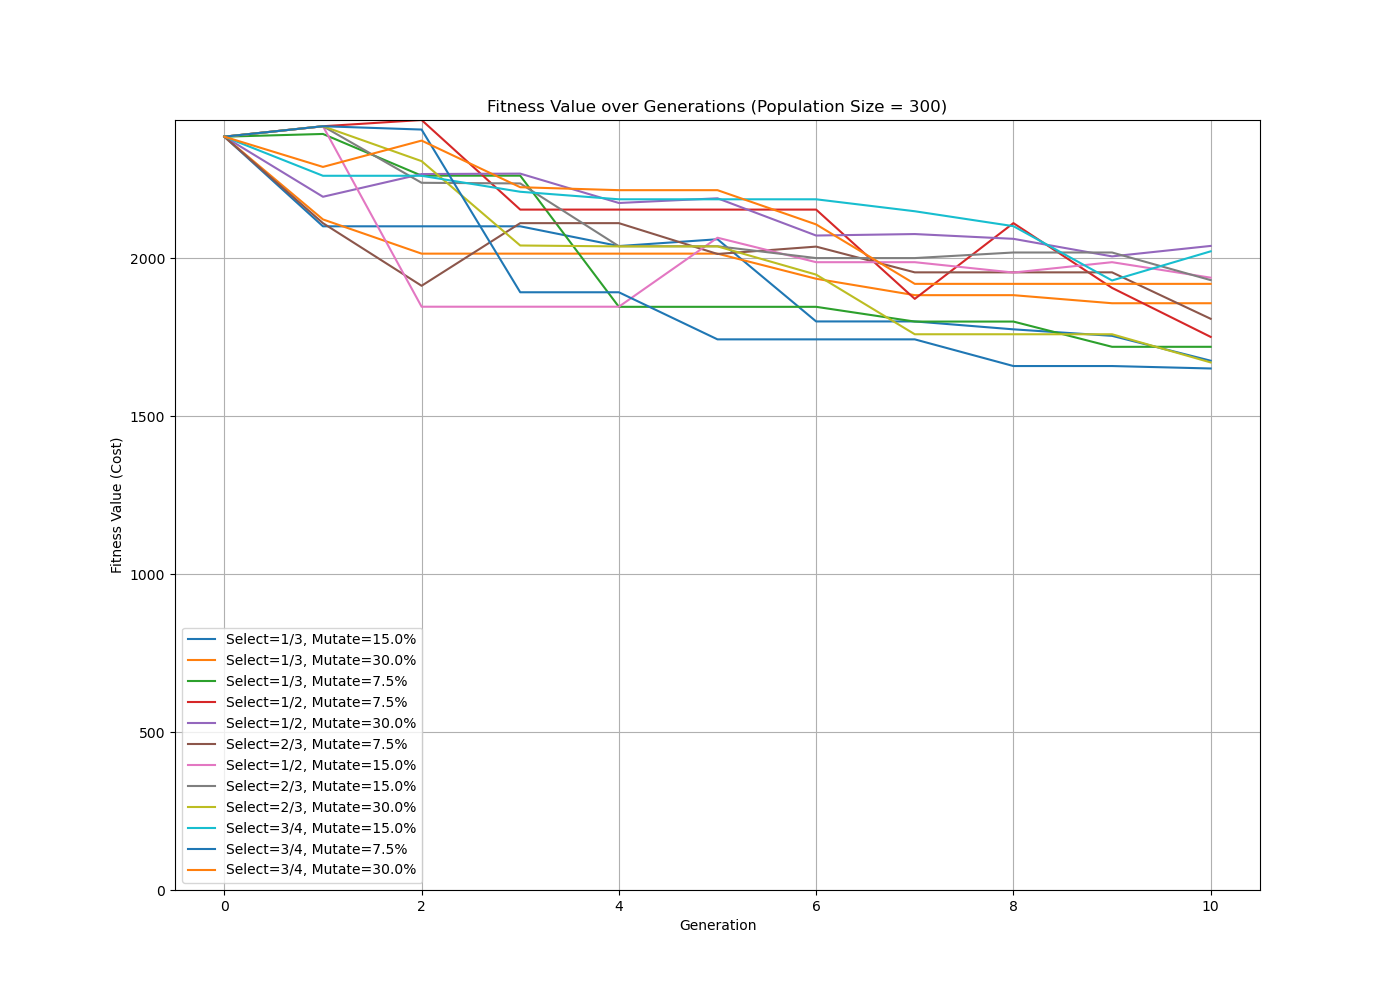 Fitness Value over Generations (Population Size = 300)
Fitness Value (Cost)
2000
1500
1000
500
0
Select=1/3, Mutate=15.0%
Select=1/3, Mutate=30.0%
Select=1/3, Mutate=7.5%
Select=1/2, Mutate=7.5%
Select=1/2, Mutate=30.0%
Select=2/3, Mutate=7.5%
Select=1/2, Mutate=15.0%
Select=2/3, Mutate=15.0%
Select=2/3, Mutate=30.0%
Select=3/4, Mutate=15.0%
Select=3/4, Mutate=7.5%
Select=3/4, Mutate=30.0%
0 2 4 6 8 10
Generation